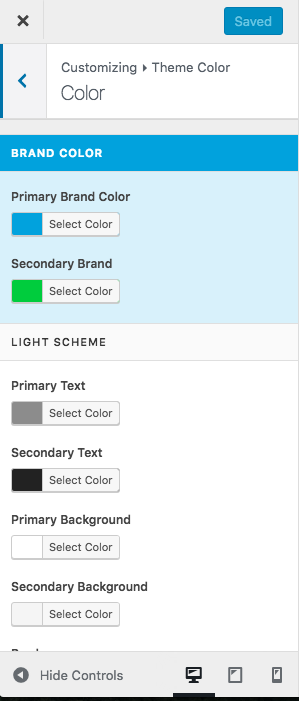 Saved
Customizing ▸ Theme Color
Color
BRAND COLOR
Primary Brand Color
Select Color
Secondary Brand
Select Color
LIGHT SCHEME
Primary Text
Select Color
Secondary Text
Select Color
Primary Background
Select Color
Secondary Background
Select Color
Hide Controls